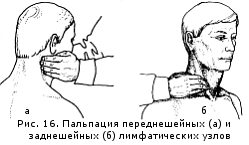 а
б
Рис. 16. Пальпация переднешейных (а) и
заднешейных (б) лимфатических узлов